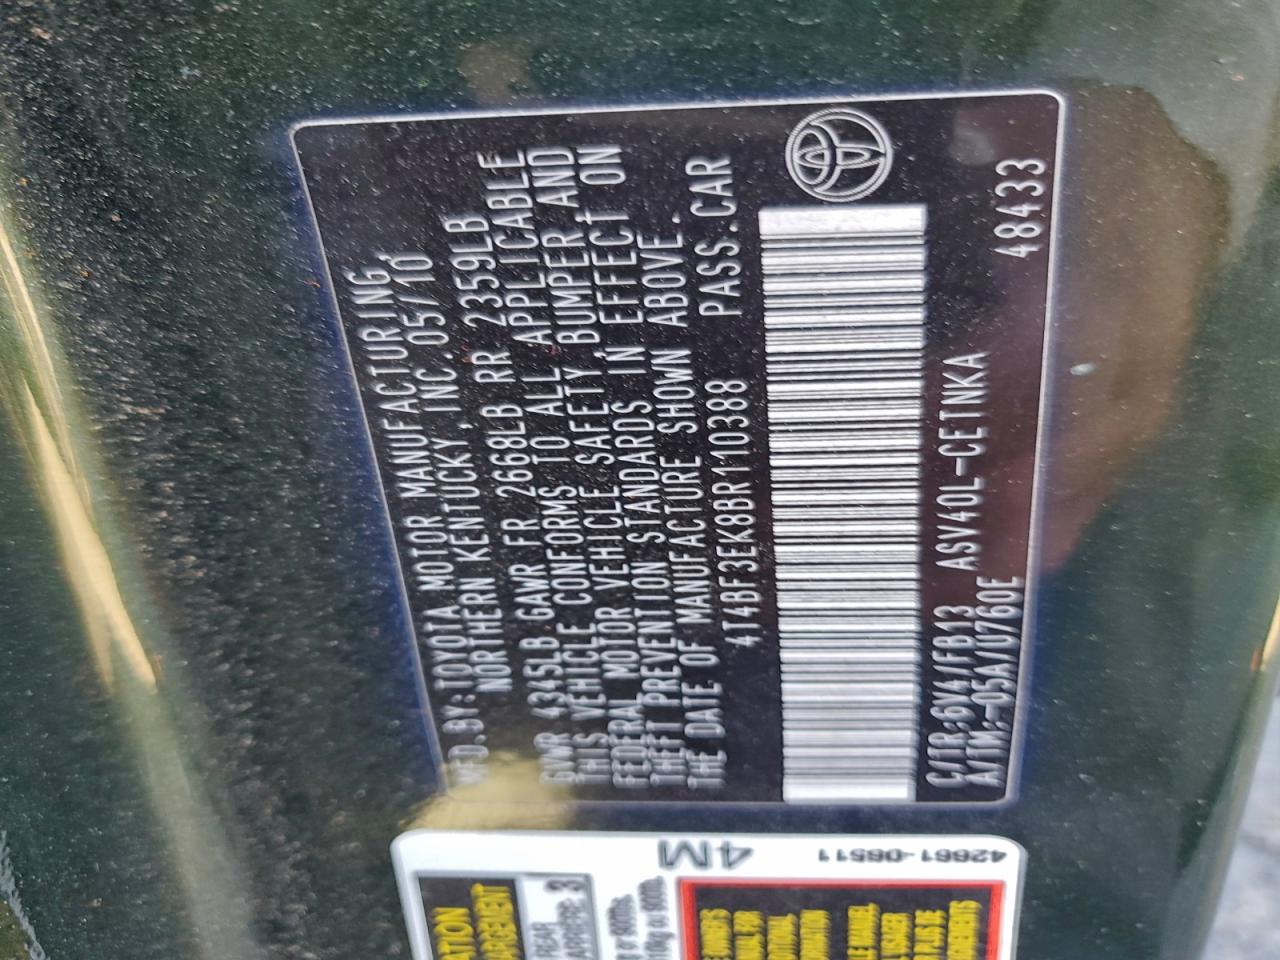 MFD.BY:TOYOTA MOTOR MANUFACTURING,
NORTHERN KENTUCKY,INC.05/10
GVWR 4345LB GAWR FR 2668LB RR 2359LB
THIS VEHICLE CONFORMS TO ALL APPLICABLE
FEDERAL MOTOR VEHICLE SAFETY,BUMPER AND
THEFT PREVENTION STANDARDS IN EFFECT ON
THE DATE OF MANUFACTURE SHOWN ABOVE.
4T4BF3EK8BR110388 PASS.CAR
C/TR:6V4/FB13 ASV40L-CETNKA
A/TM:-05A/U760E 48433
4M
42661-06511
REAR